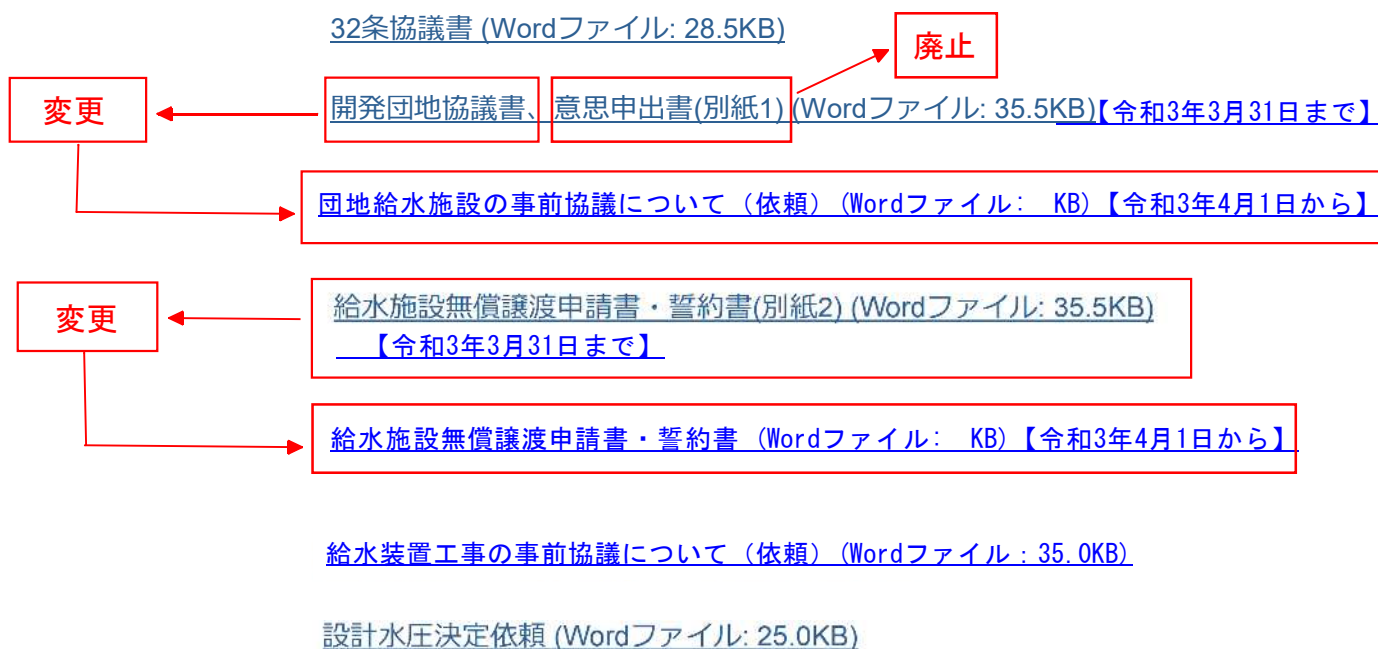 32条協議書 (Wordファイル: 28.5KB)
廃止
変更
開発団地協議書、意思申出書(別紙1) (Wordファイル: 35.5KB)【令和3年3月31日まで】
団地給水施設の事前協議について（依頼）(Wordファイル:　KB)【令和3年4月1日から】
変更
給水施設無償譲渡申請書・誓約書(別紙2) (Wordファイル: 35.5KB)
【令和3年3月31日まで】
給水施設無償譲渡申請書・誓約書 (Wordファイル:　KB)【令和3年4月1日から】
給水装置工事の事前協議について（依頼）(Wordファイル：35.0KB)
設計水圧決定依頼 (Wordファイル: 25.0KB)